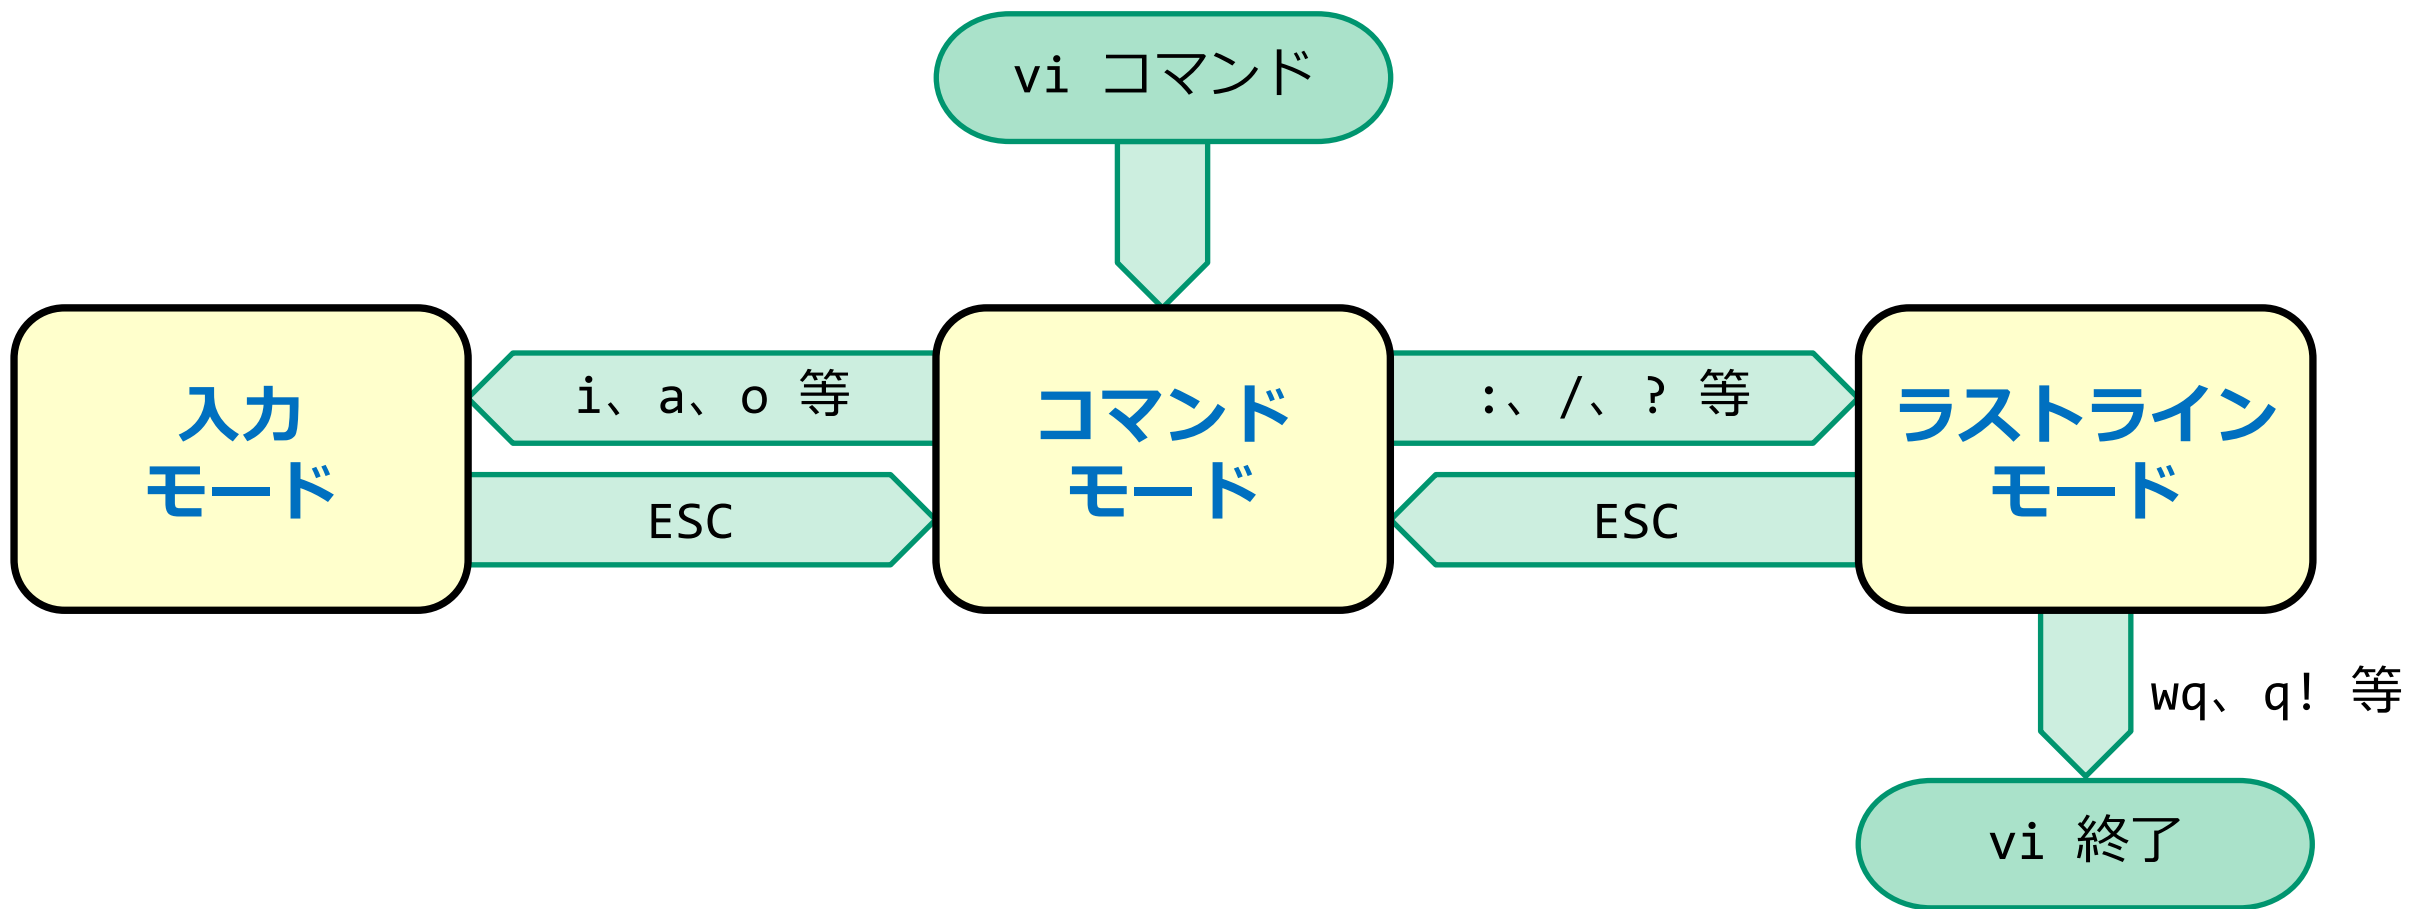 vi コマンド
入力
モード
i、a、o 等
ESC
コマンド
モード
:、/、? 等
ESC
ラストライン
モード
wq、q! 等
vi 終了